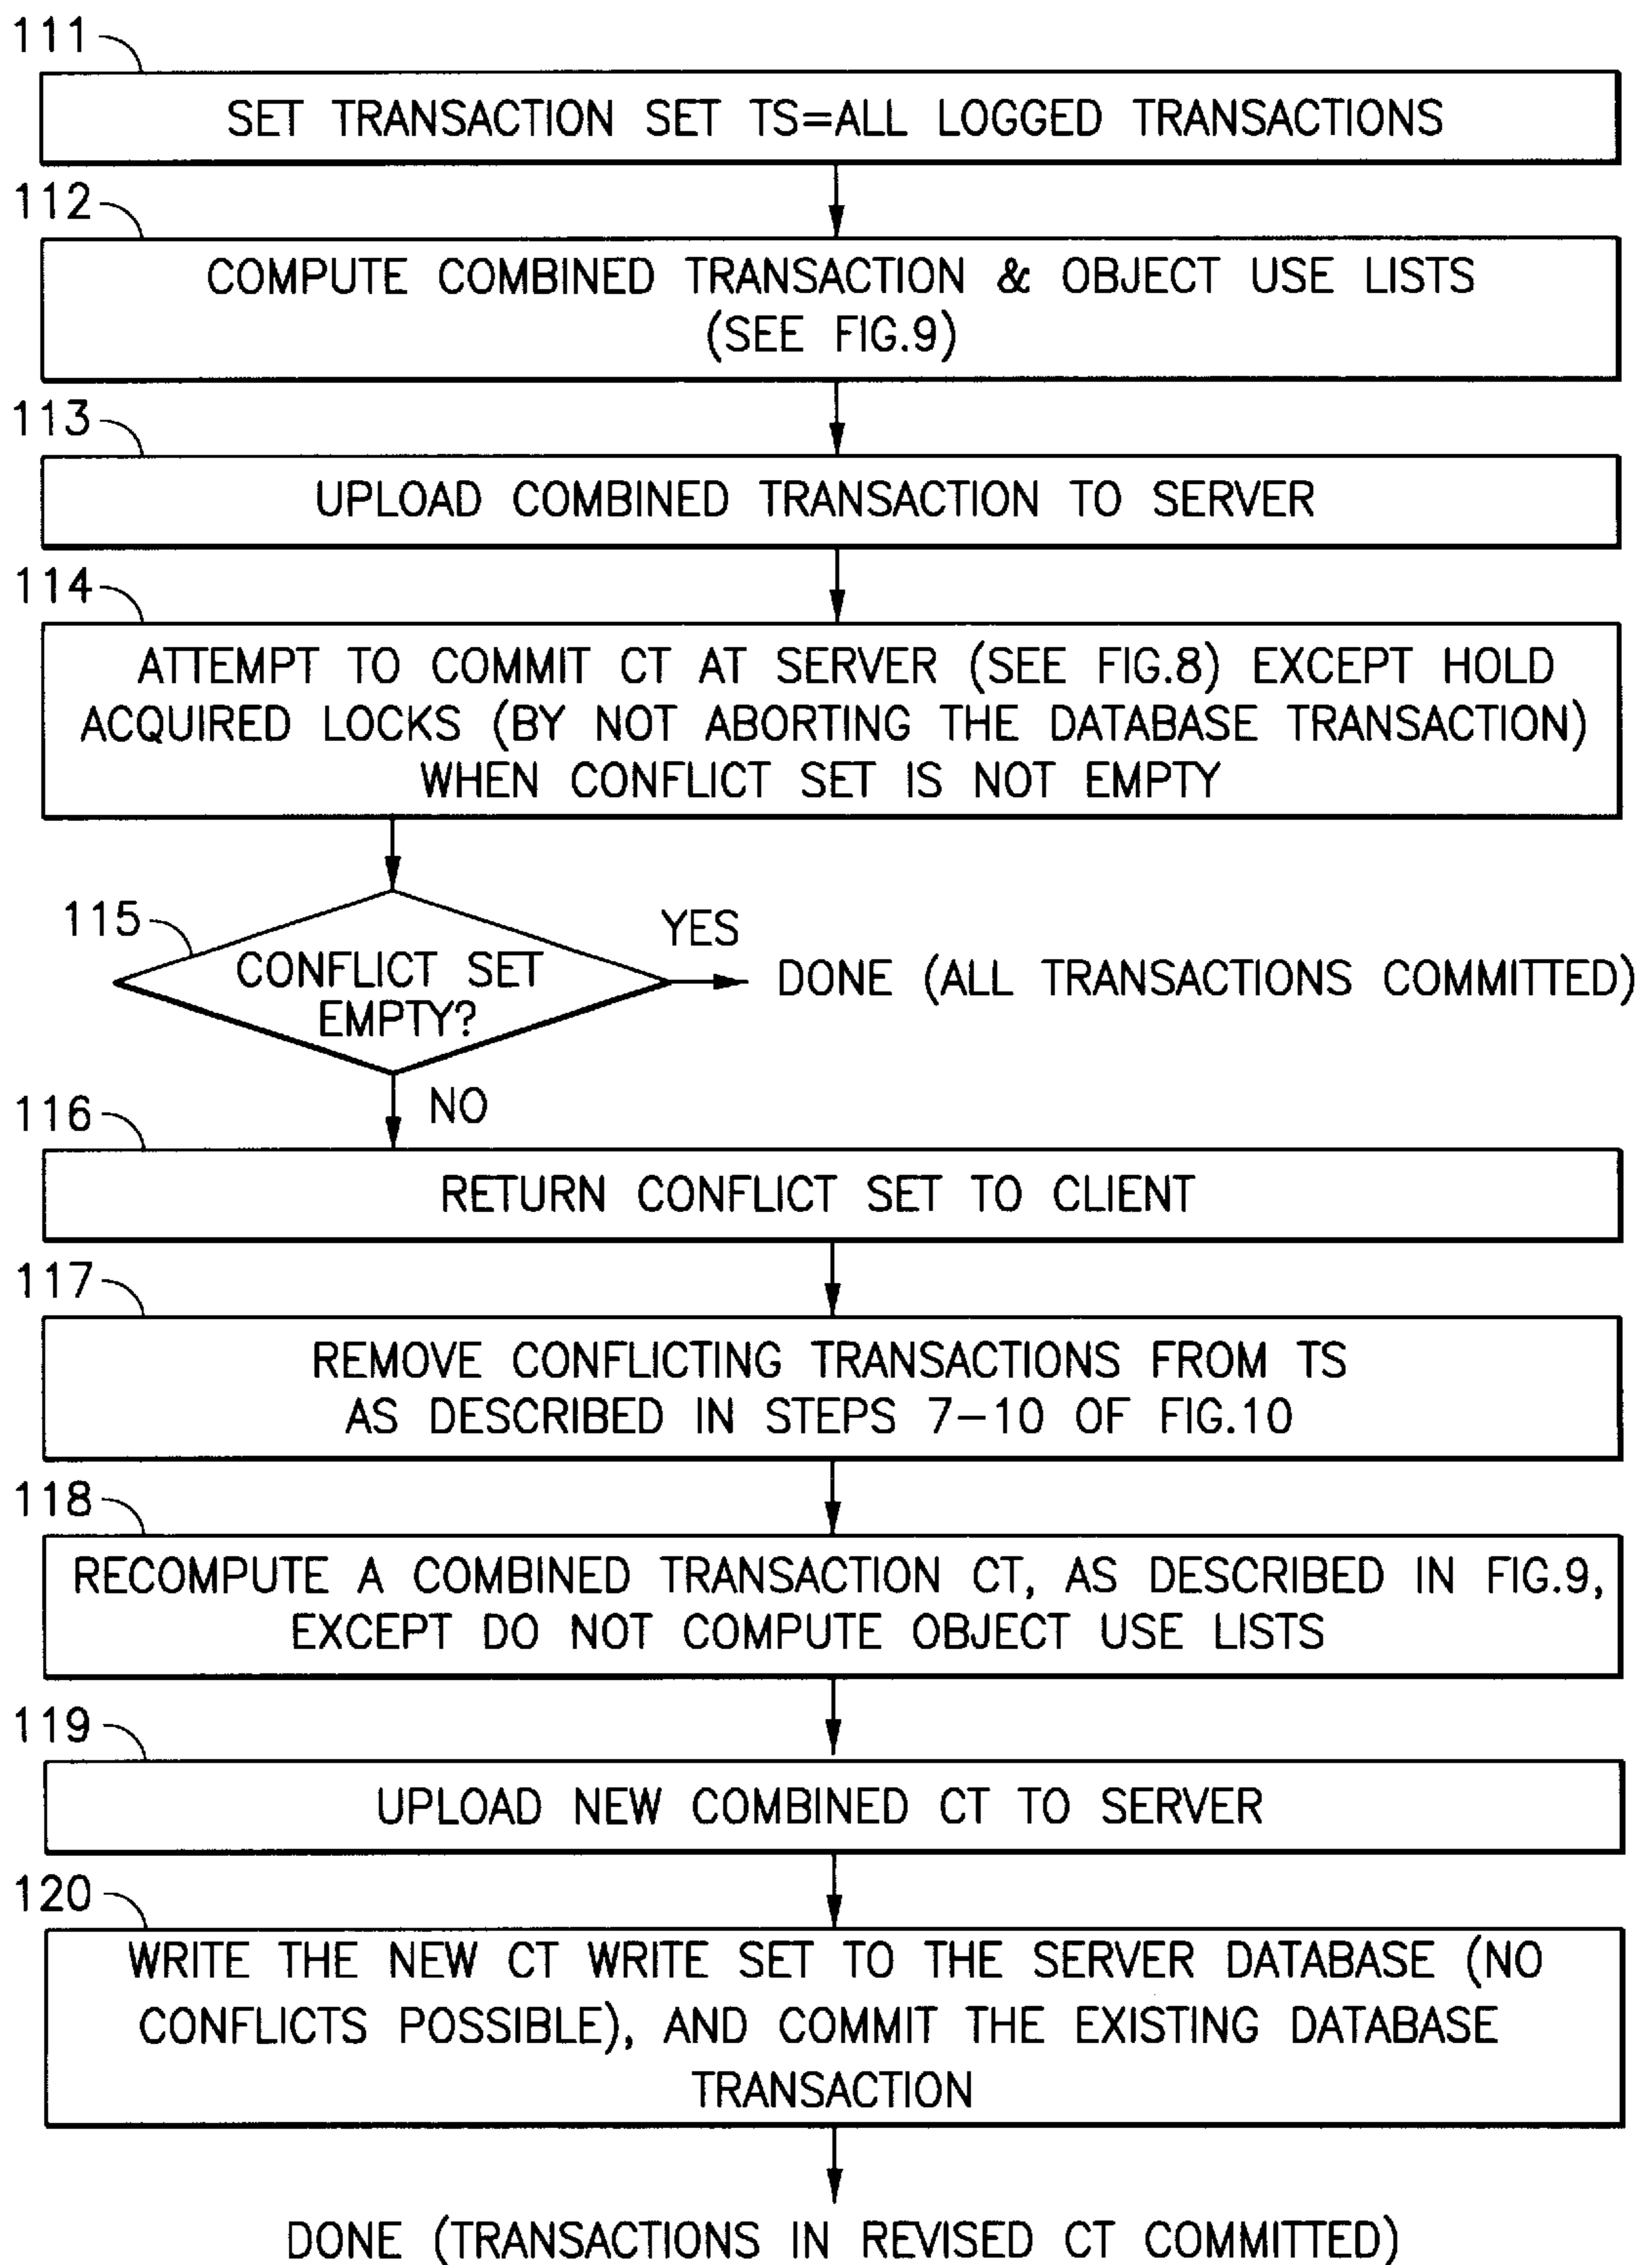 111
SET TRANSACTION SET TS=ALL LOGGED TRANSACTIONS
112
COMPUTE COMBINED TRANSACTION & OBJECT USE LISTS
(SEE FIG.9)
113
UPLOAD COMBINED TRANSACTION TO SERVER
114
ATTEMPT TO COMMIT CT AT SERVER (SEE FIG.8) EXCEPT HOLD
ACQUIRED LOCKS (BY NOT ABORTING THE DATABASE TRANSACTION)
WHEN CONFLICT SET IS NOT EMPTY
115
CONFLICT SET
EMPTY?
YES
DONE (ALL TRANSACTIONS COMMITTED)
NO
116
RETURN CONFLICT SET TO CLIENT
117
REMOVE CONFLICTING TRANSACTIONS FROM TS
AS DESCRIBED IN STEPS 7-10 OF FIG.10
118
RECOMPUTE A COMBINED TRANSACTION CT, AS DESCRIBED IN FIG.9,
EXCEPT DO NOT COMPUTE OBJECT USE LISTS
119
UPLOAD NEW COMBINED CT TO SERVER
120
WRITE THE NEW CT WRITE SET TO THE SERVER DATABASE (NO
CONFLICTS POSSIBLE), AND COMMIT THE EXISTING DATABASE
TRANSACTION
DONE (TRANSACTIONS IN REVISED CT COMMITTED)